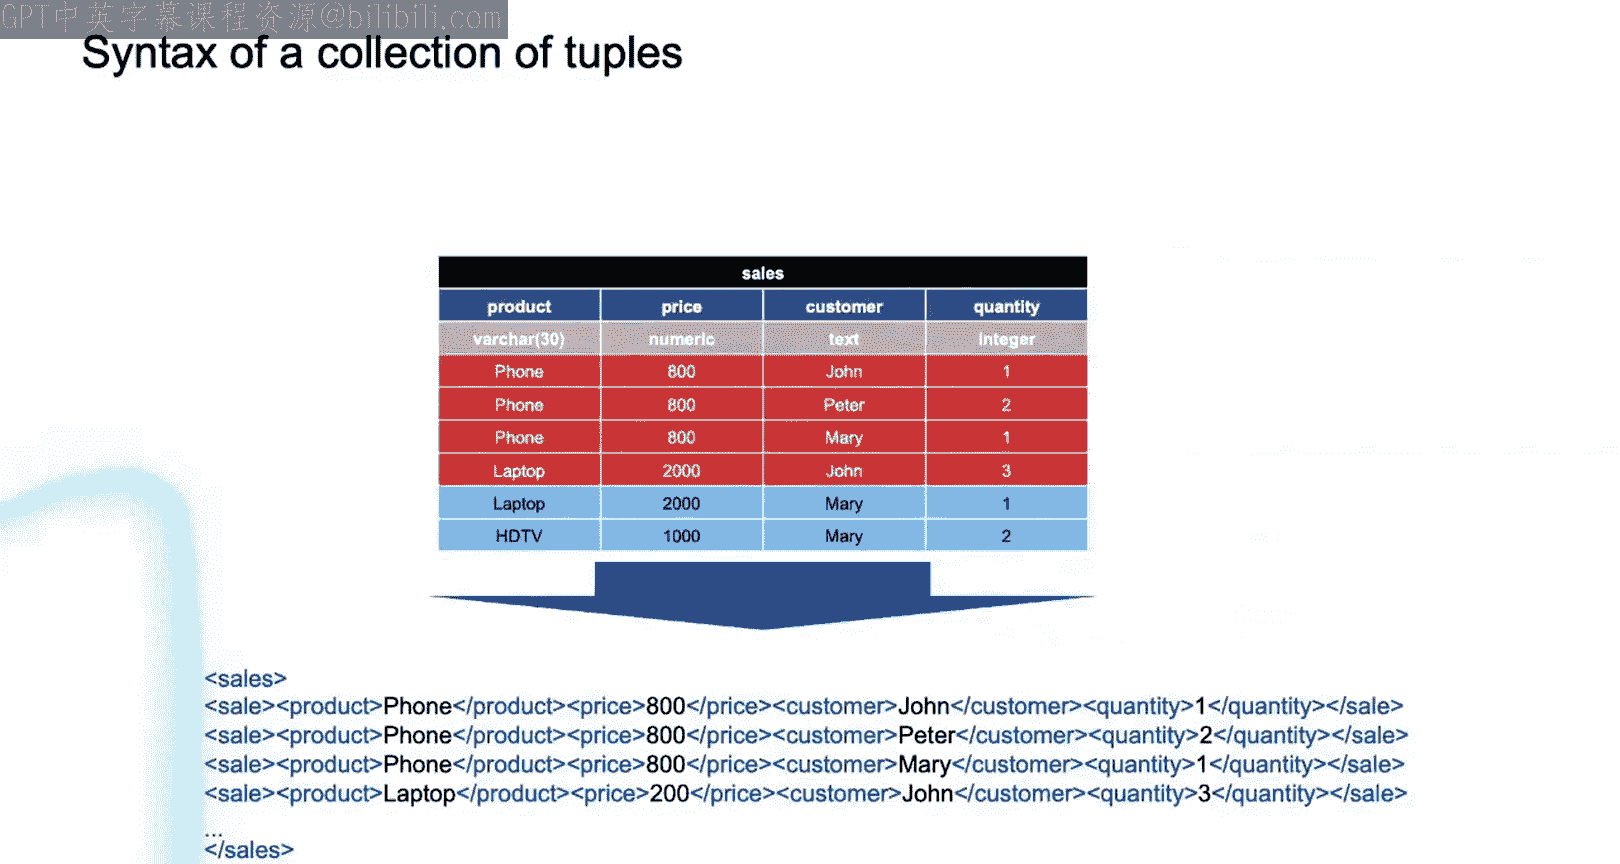 GPT中英字幕课程资源@bilibili.com
Syntax of a collection of tuples
sales
product price customer quantity
varchar(30) numeric text integer
Phone 800 John 1
Phone 800 Peter 2
Phone 800 Mary 1
Laptop 2000 John 3
Laptop 2000 Mary 1
HDTV 1000 Mary 2
<sales>
<sale><product>Phone</product><price>800</price><customer>John</customer><quantity>1</quantity></sale>
<sale><product>Phone</product><price>800</price><customer>Peter</customer><quantity>2</quantity></sale>
<sale><product>Phone</product><price>800</price><customer>Mary</customer><quantity>1</quantity></sale>
<sale><product>Laptop</product><price>200</price><customer>John</customer><quantity>3</quantity></sale>
...
</sales>